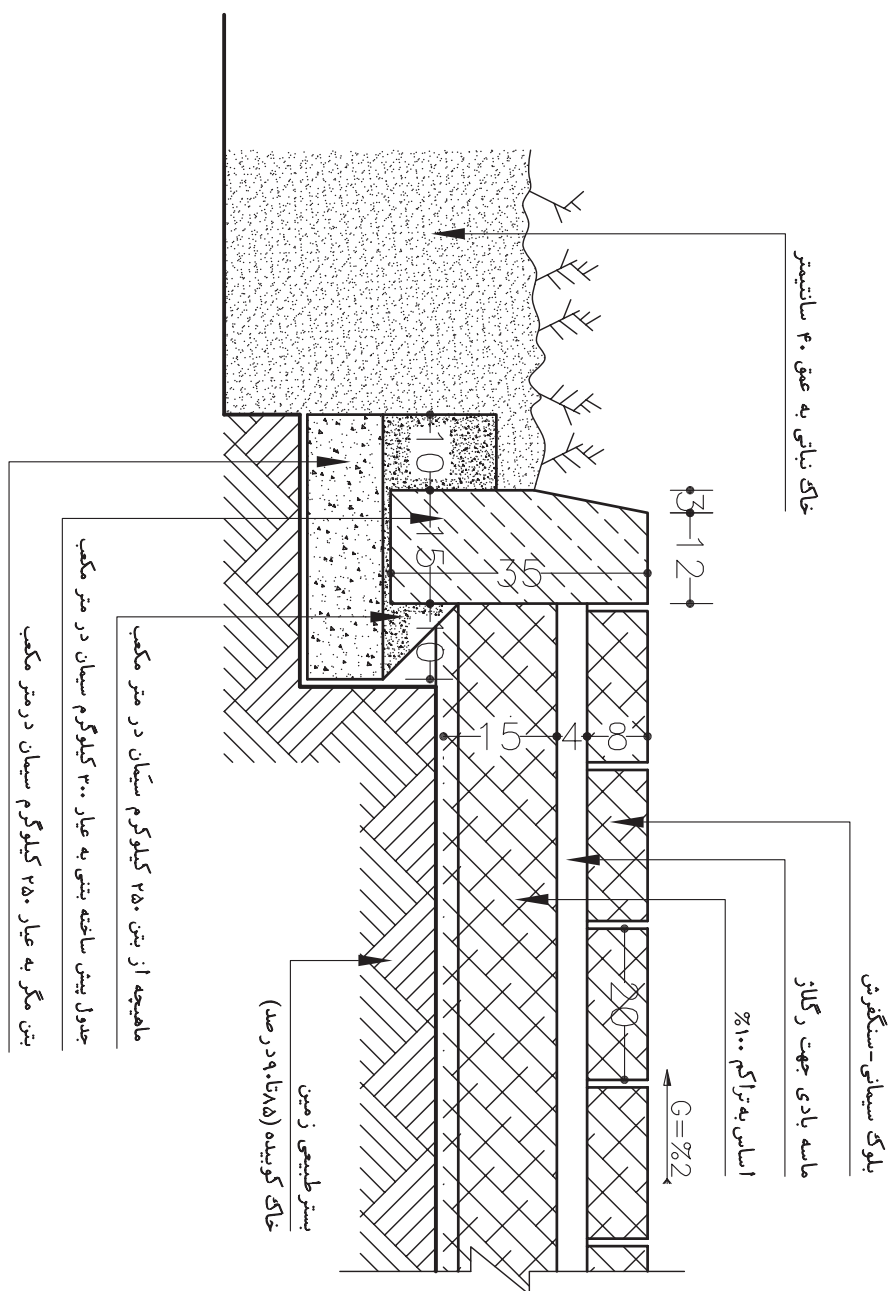 خاک نباتی به عمق ۴۰ سانتیمتر
بلوک سیمانی-سنگفرش
ماسه بادی جهت رگلاژ
اساس به تراکم ۱۰۰%
G=%2
3
12
35
10
15
10
15
4
8
20
بستر طبیعی زمین
خاک کوبیده (۸۵تا۹۰درصد)
ماهیچه از بتن ۲۵۰ کیلوگرم سیمان در متر مکعب
جدول پیش ساخته بتنی به عیار ۳۰۰ کیلوگرم سیمان در متر مکعب
بتن مگر به عیار ۲۵۰ کیلوگرم سیمان درمتر مکعب